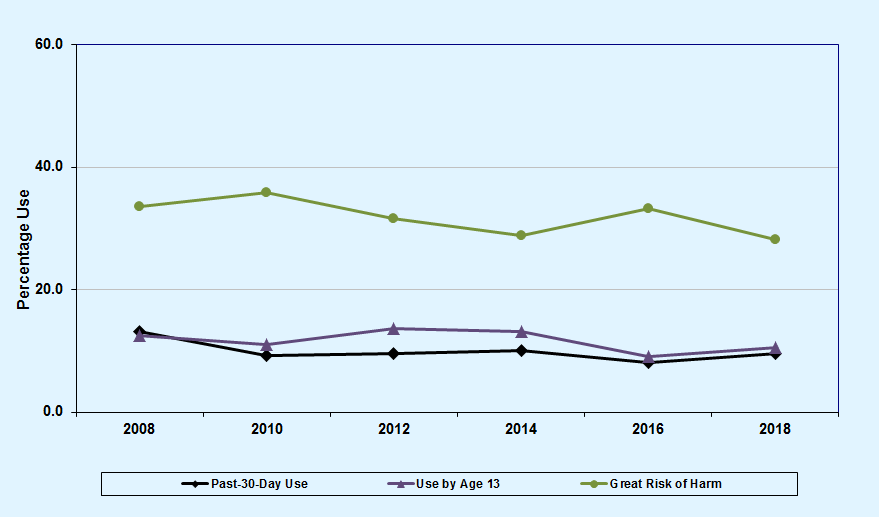 60.0
40.0
20.0
0.0
Percentage Use
2008 2010 2012 2014 2016 2018
Past-30-Day Use Use by Age 13 Great Risk of Harm